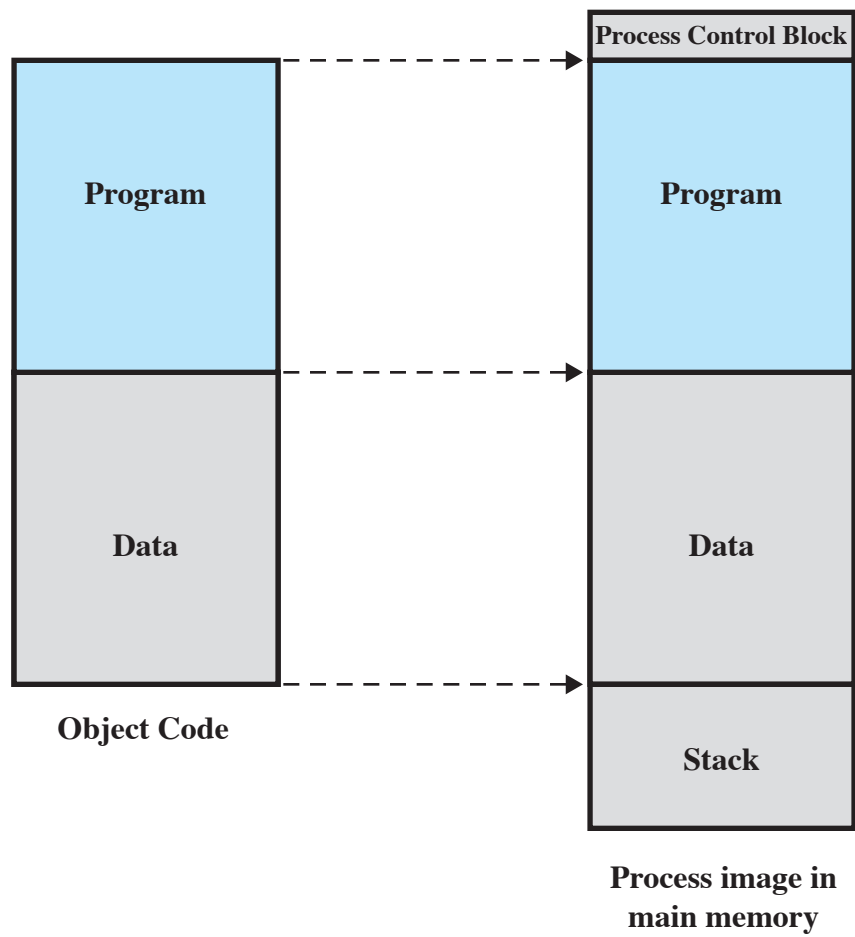 Process Control Block
Program
Program
Data
Data
Object Code
Stack
Process image in
main memory